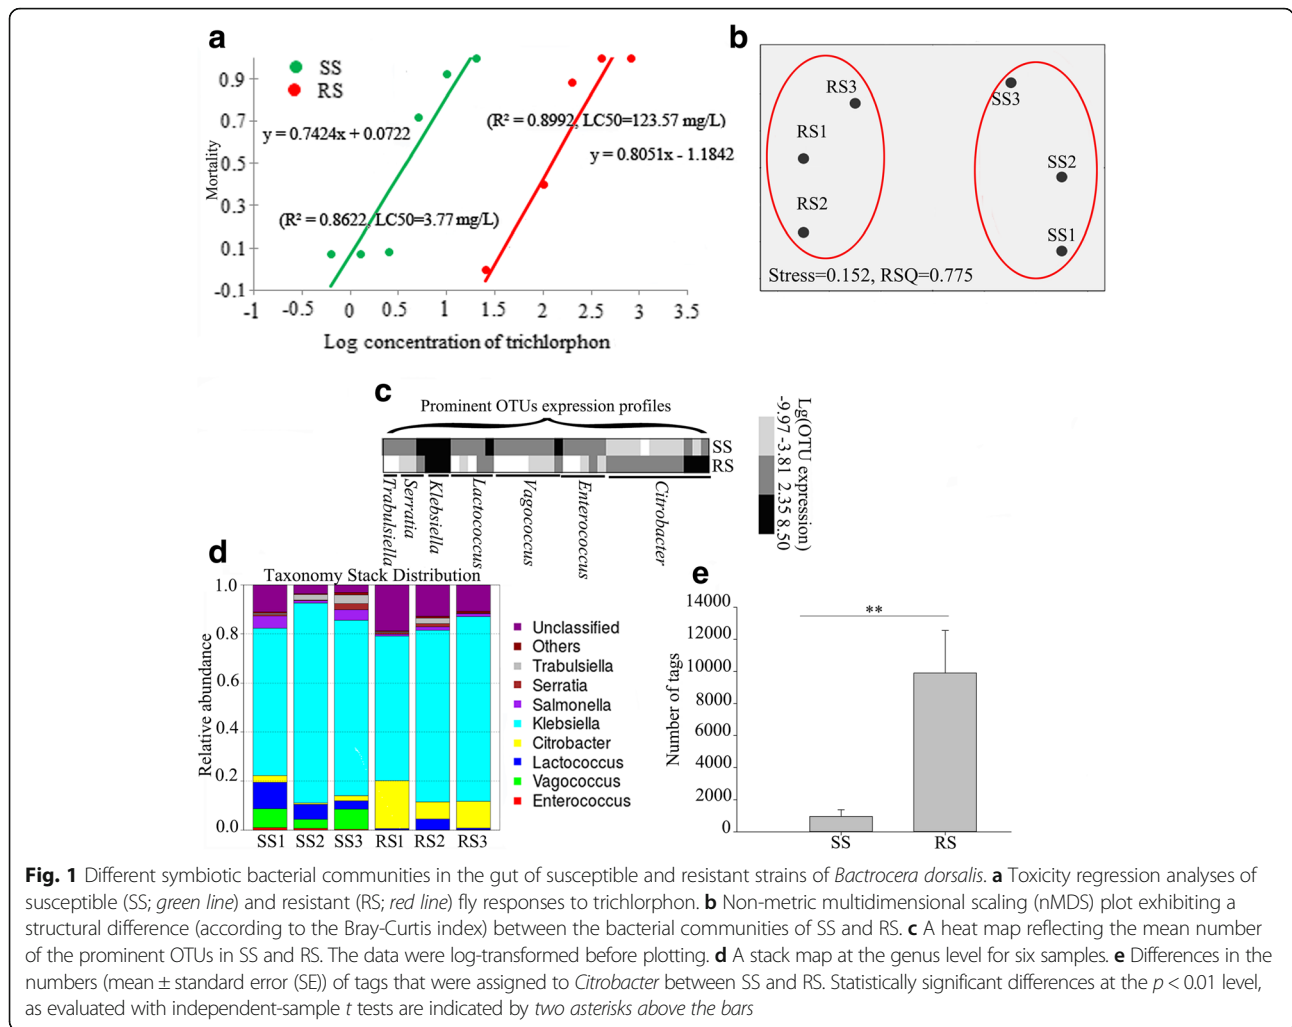 a
SS
RS
0.9
0.7
0.5
0.3
0.1
-0.1
Mortality
y = 0.7424x + 0.0722
(R² = 0.8992, LC50=123.57 mg/L)
y = 0.8051x - 1.1842
(R² = 0.8622, LC50=3.77 mg/L)
-1 -0.5 0 0.5 1 1.5 2 2.5 3 3.5
Log concentration of trichlorphon
b
RS3
SS3
RS1
SS2
RS2
SS1
Stress=0.152, RSQ=0.775
c
Prominent OTUs expression profiles
SS
RS
Trabulsiella
Serratia
Klebsiella
Lactococcus
Vagococcus
Enterococcus
Citrobacter
Lg(OTU expression)
-9.97 -3.81 2.35 8.50
d
Taxonomy Stack Distribution
Relative abundance
1.0
0.8
0.6
0.4
0.2
0.0
SS1 SS2 SS3 RS1 RS2 RS3
Unclassified
Others
Trabulsiella
Serratia
Salmonella
Klebsiella
Citrobacter
Lactococcus
Vagococcus
Enterococcus
e
Number of tags
14000
12000
10000
8000
6000
4000
2000
0
**
SS RS
Fig. 1 Different symbiotic bacterial communities in the gut of susceptible and resistant strains of Bactrocera dorsalis. a Toxicity regression analyses of
susceptible (SS; green line) and resistant (RS; red line) fly responses to trichlorphon. b Non-metric multidimensional scaling (nMDS) plot exhibiting a
structural difference (according to the Bray-Curtis index) between the bacterial communities of SS and RS. c A heat map reflecting the mean number
of the prominent OTUs in SS and RS. The data were log-transformed before plotting. d A stack map at the genus level for six samples. e Differences in the
numbers (mean ± standard error (SE)) of tags that were assigned to Citrobacter between SS and RS. Statistically significant differences at the p < 0.01 level,
as evaluated with independent-sample t tests are indicated by two asterisks above the bars